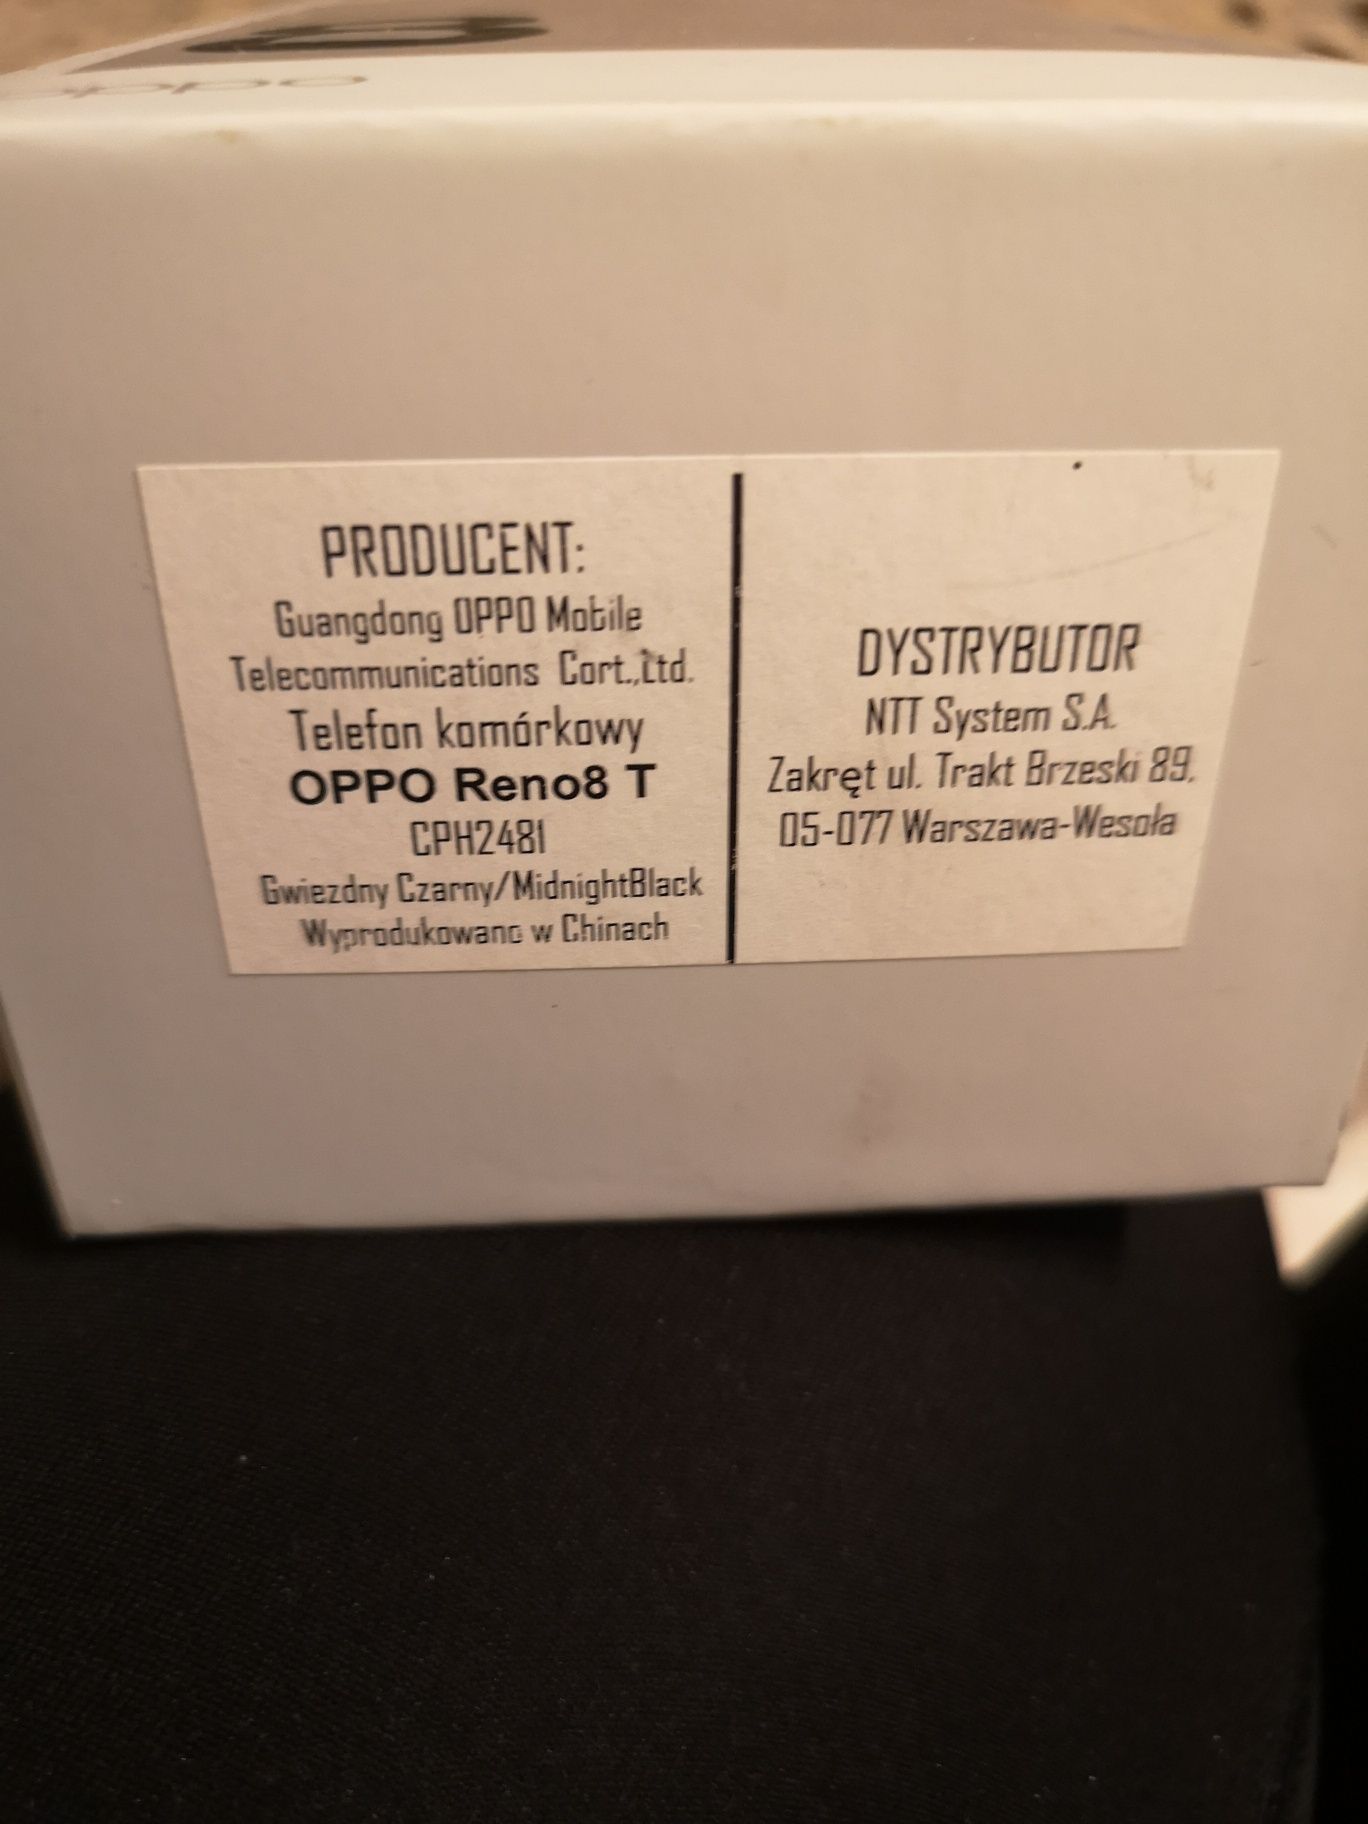 oppo
PRODUCENT:
Guangdong OPPO Mobile
Telecommunications Cort.,Ltd.
Telefon komórkowy
OPPO Reno8 T
CPH2481
Gwiezdny Czarny/MidnightBlack
Wyprodukowano w Chinach
DYSTRYBUTOR
NTT System S.A.
Zakręt ul. Trakt Brzeski 89.
05-077 Warszawa-Wesoła